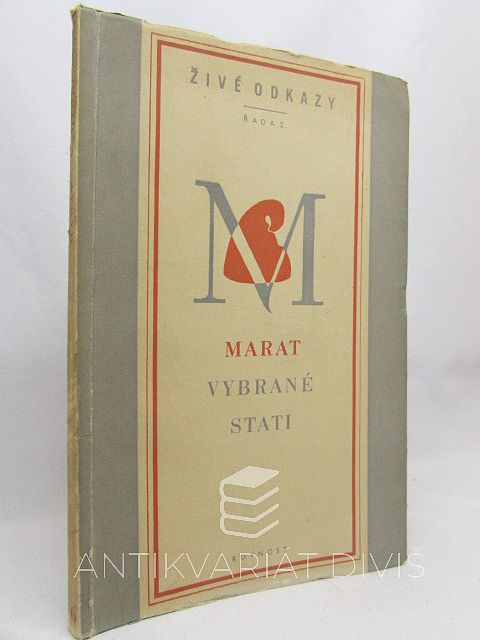 ŽIVÉ ODKAZY
ŘADA 2.
M
MARAT
VYBRANÉ
STATI
ANTIKVARIÁT DIVIŠ